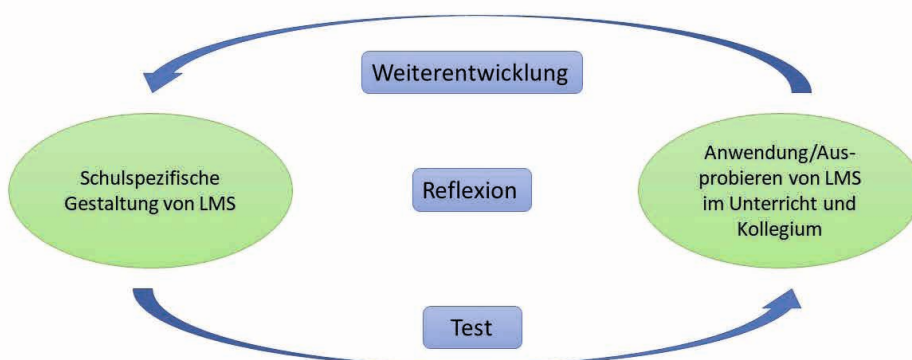 Weiterentwicklung
Schulspezifische
Gestaltung von LMS
Reflexion
Anwendung/Aus-
probieren von LMS
im Unterricht und
Kollegium
Test